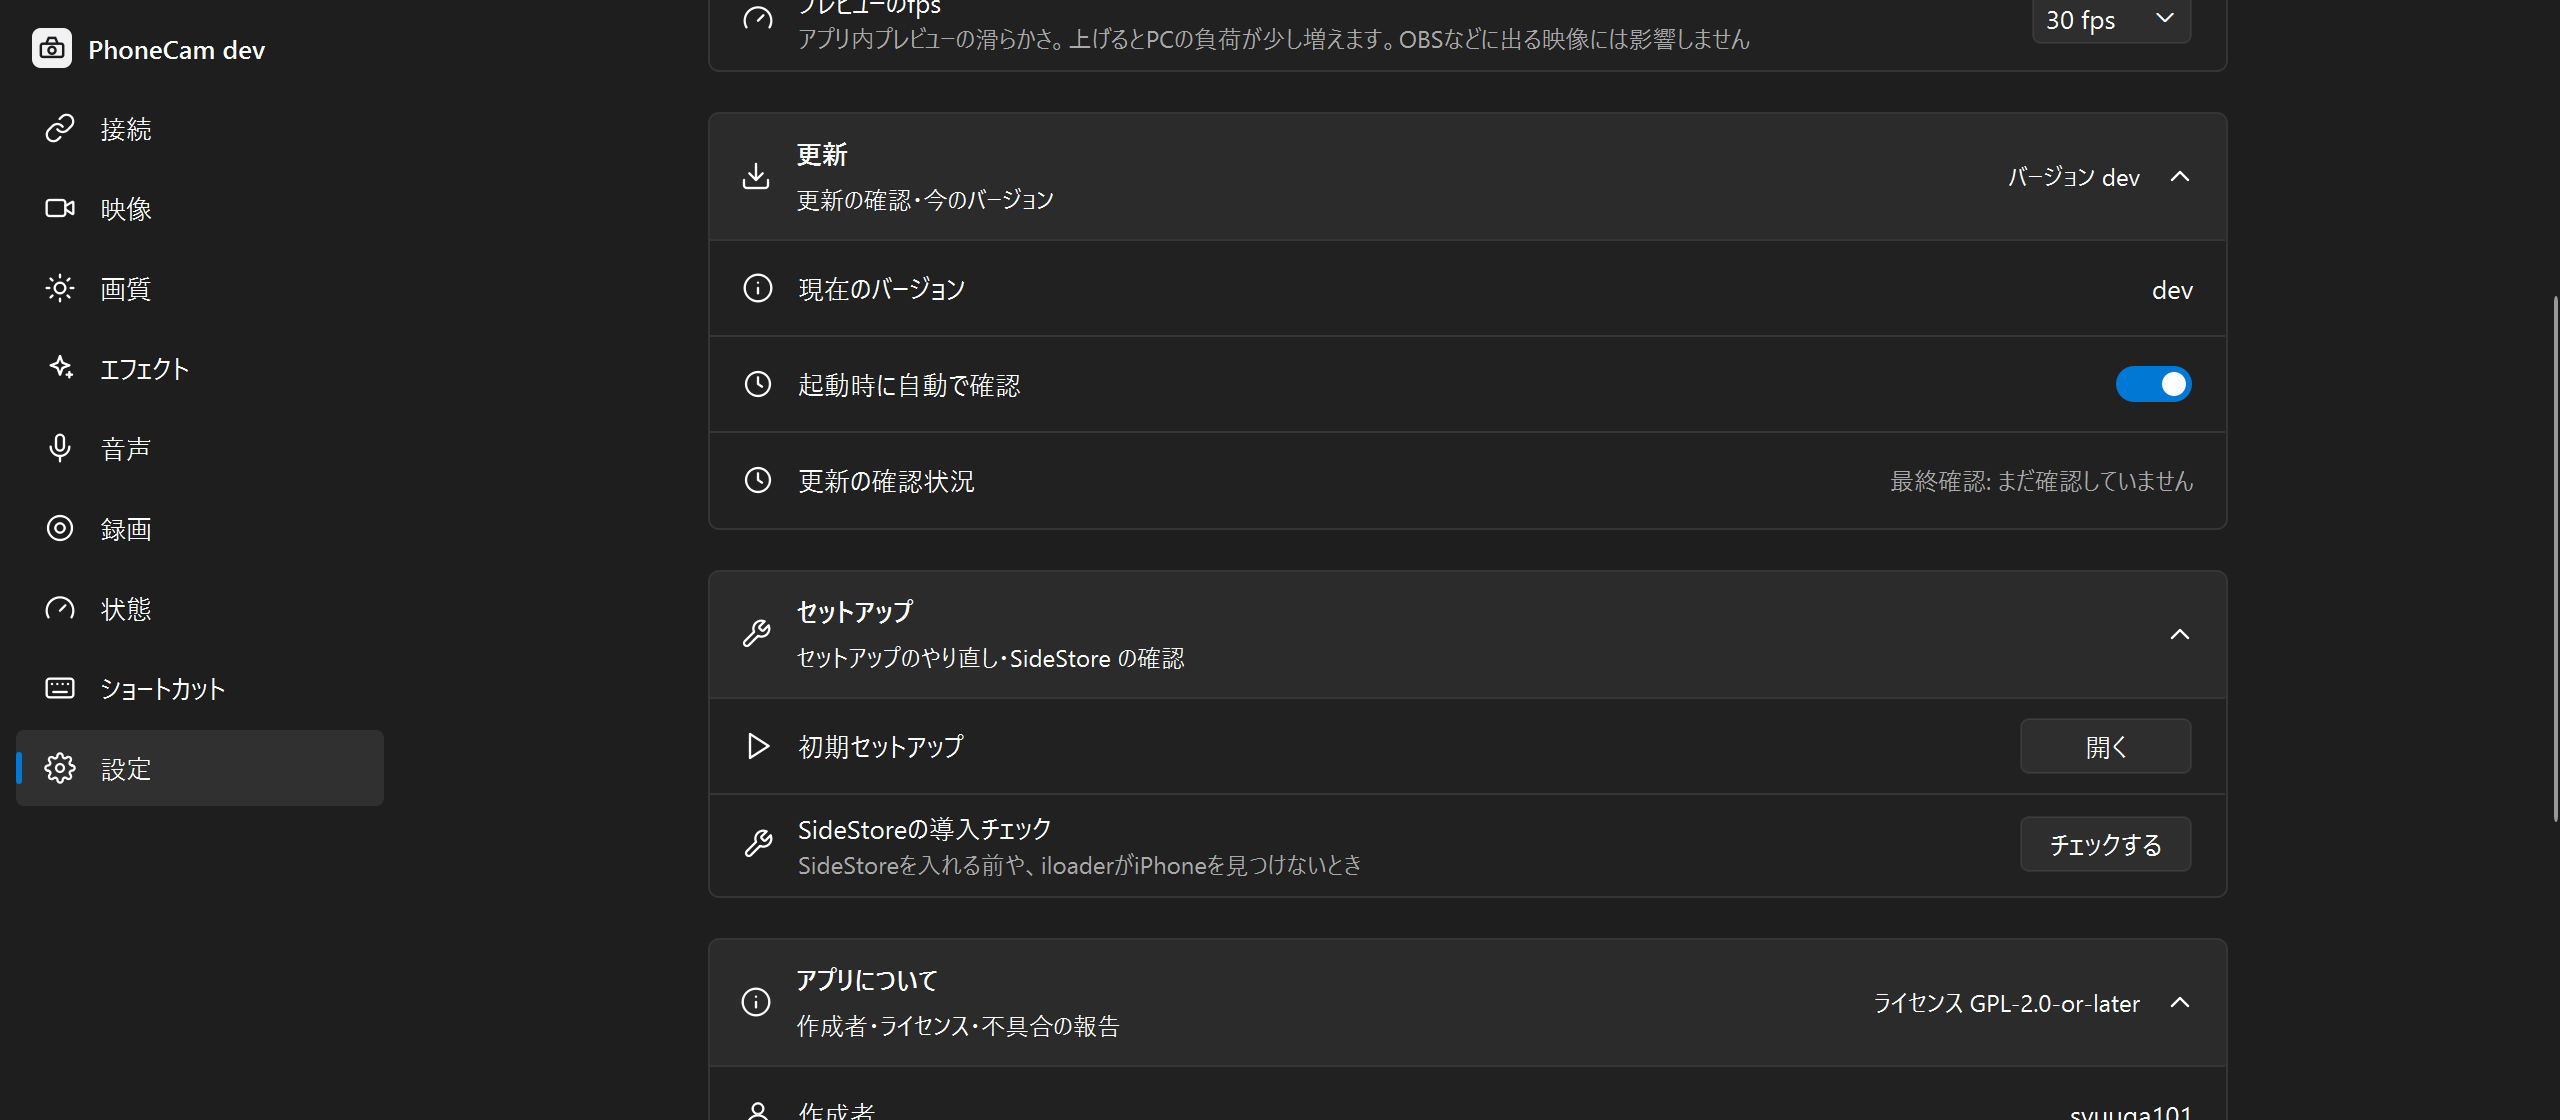 PhoneCam dev
接続
映像
画質
エフェクト
音声
録画
状態
ショートカット
設定
プレビューのfps
アプリ内プレビューの滑らかさ。上げるとPCの負荷が少し増えます。OBSなどに出る映像には影響しません
30 fps
更新
更新の確認・今のバージョン
バージョン dev
現在のバージョン
dev
起動時に自動で確認
更新の確認状況
最終確認: まだ確認していません
セットアップ
セットアップのやり直し・SideStore の確認
初期セットアップ
開く
SideStoreの導入チェック
SideStoreを入れる前や、iloaderがiPhoneを見つけないとき
チェックする
アプリについて
作成者・ライセンス・不具合の報告
ライセンス GPL-2.0-or-later
作成者
syuuga101